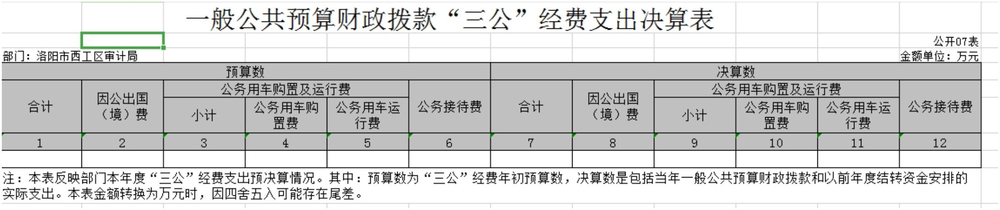 一般公共预算财政拨款“三公”经费支出决算表
公开07表
部门：洛阳市西工区审计局 金额单位：万元
预算数 决算数
合计 因公出国（境）费 公务用车购置及运行费 公务接待费 合计 因公出国（境）费 公务用车购置及运行费 公务接待费
小计 公务用车购置费 公务用车运行费 小计 公务用车购置费 公务用车运行费
1 2 3 4 5 6 7 8 9 10 11 12
注：本表反映部门本年度“三公”经费支出预决算情况。其中：预算数为“三公”经费年初预算数，决算数是包括当年一般公共预算财政拨款和以前年度结转资金安排的
实际支出。本表金额转换为万元时，因四舍五入可能存在尾差。